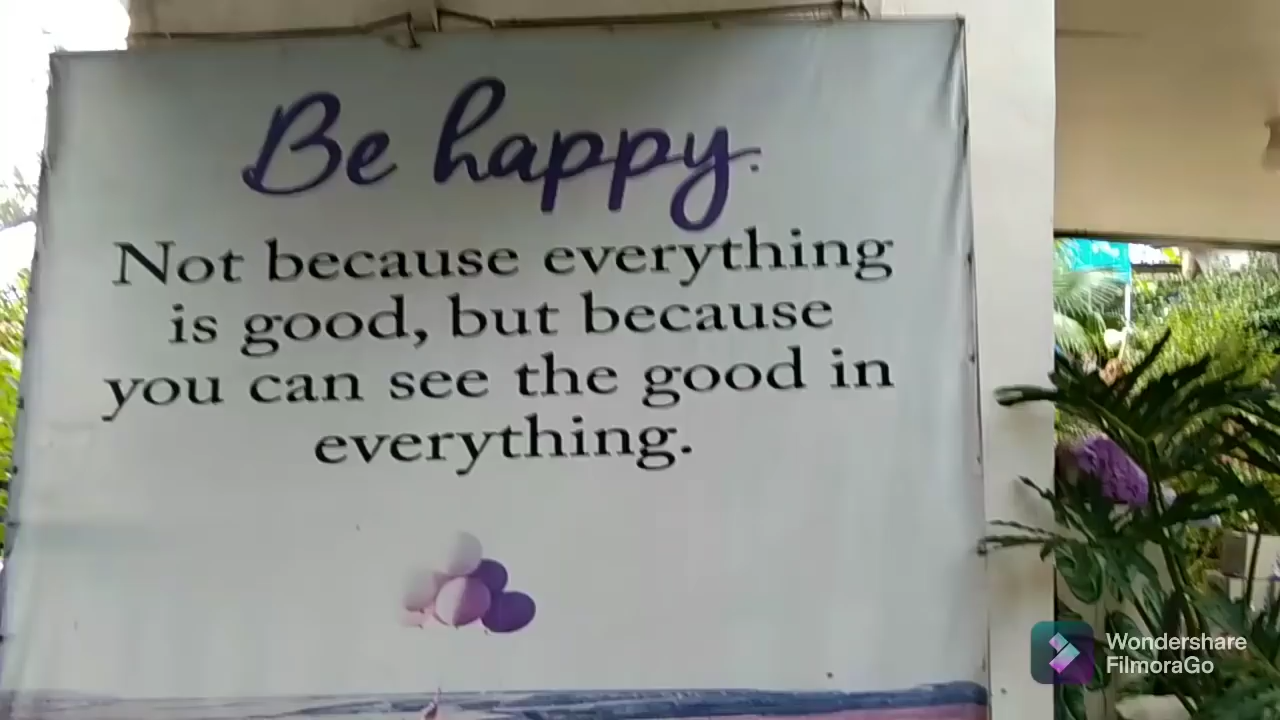 Be happy.
Not because everything
is good, but because
you can see the good in
everything.
Wondershare
FilmoraGo